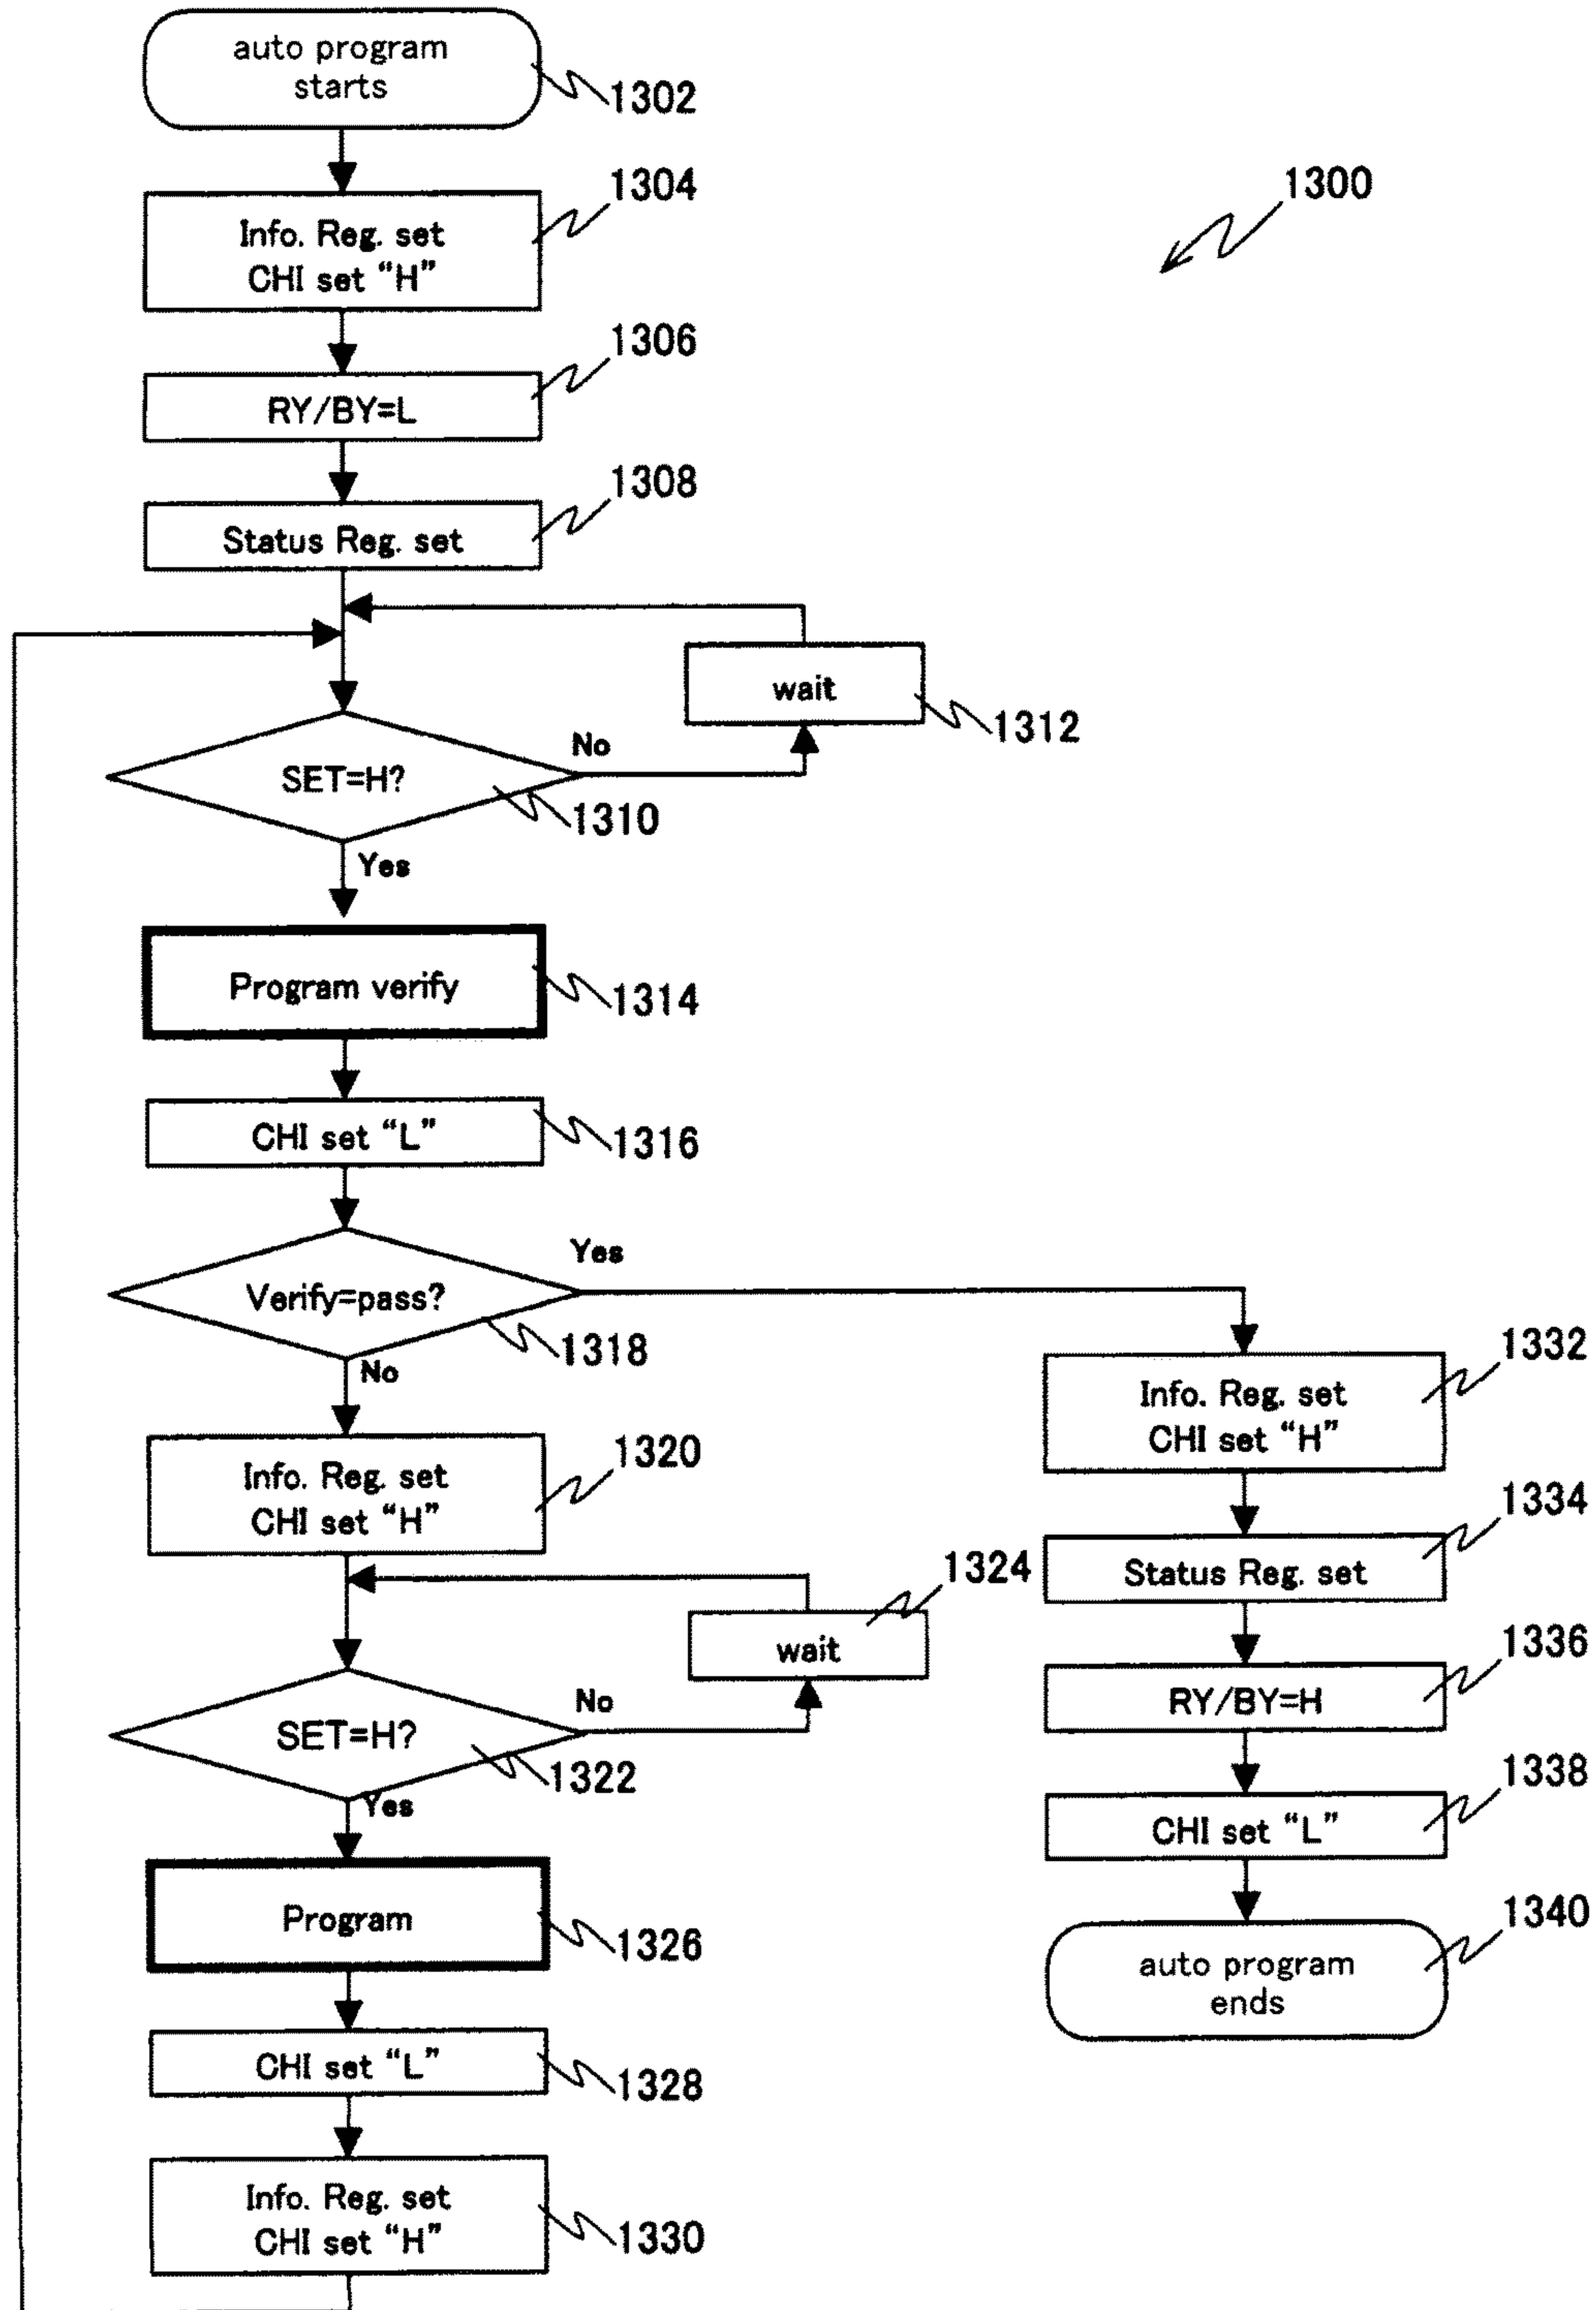 auto program
starts
1302
1300
1304
Info. Reg. set
CHI set “H”
1306
RY/BY=L
1308
Status Reg. set
wait
1312
No
SET=H?
1310
Yes
Program verify
1314
CHI set “L”
1316
Yes
Verify=pass?
1318
No
1332
Info. Reg. set
CHI set “H”
1320
Info. Reg. set
CHI set “H”
1334
Status Reg. set
1324
wait
1336
RY/BY=H
No
SET=H?
1322
Yes
1338
CHI set “L”
Program
1326
1340
auto program
ends
CHI set “L”
1328
Info. Reg. set
CHI set “H”
1330